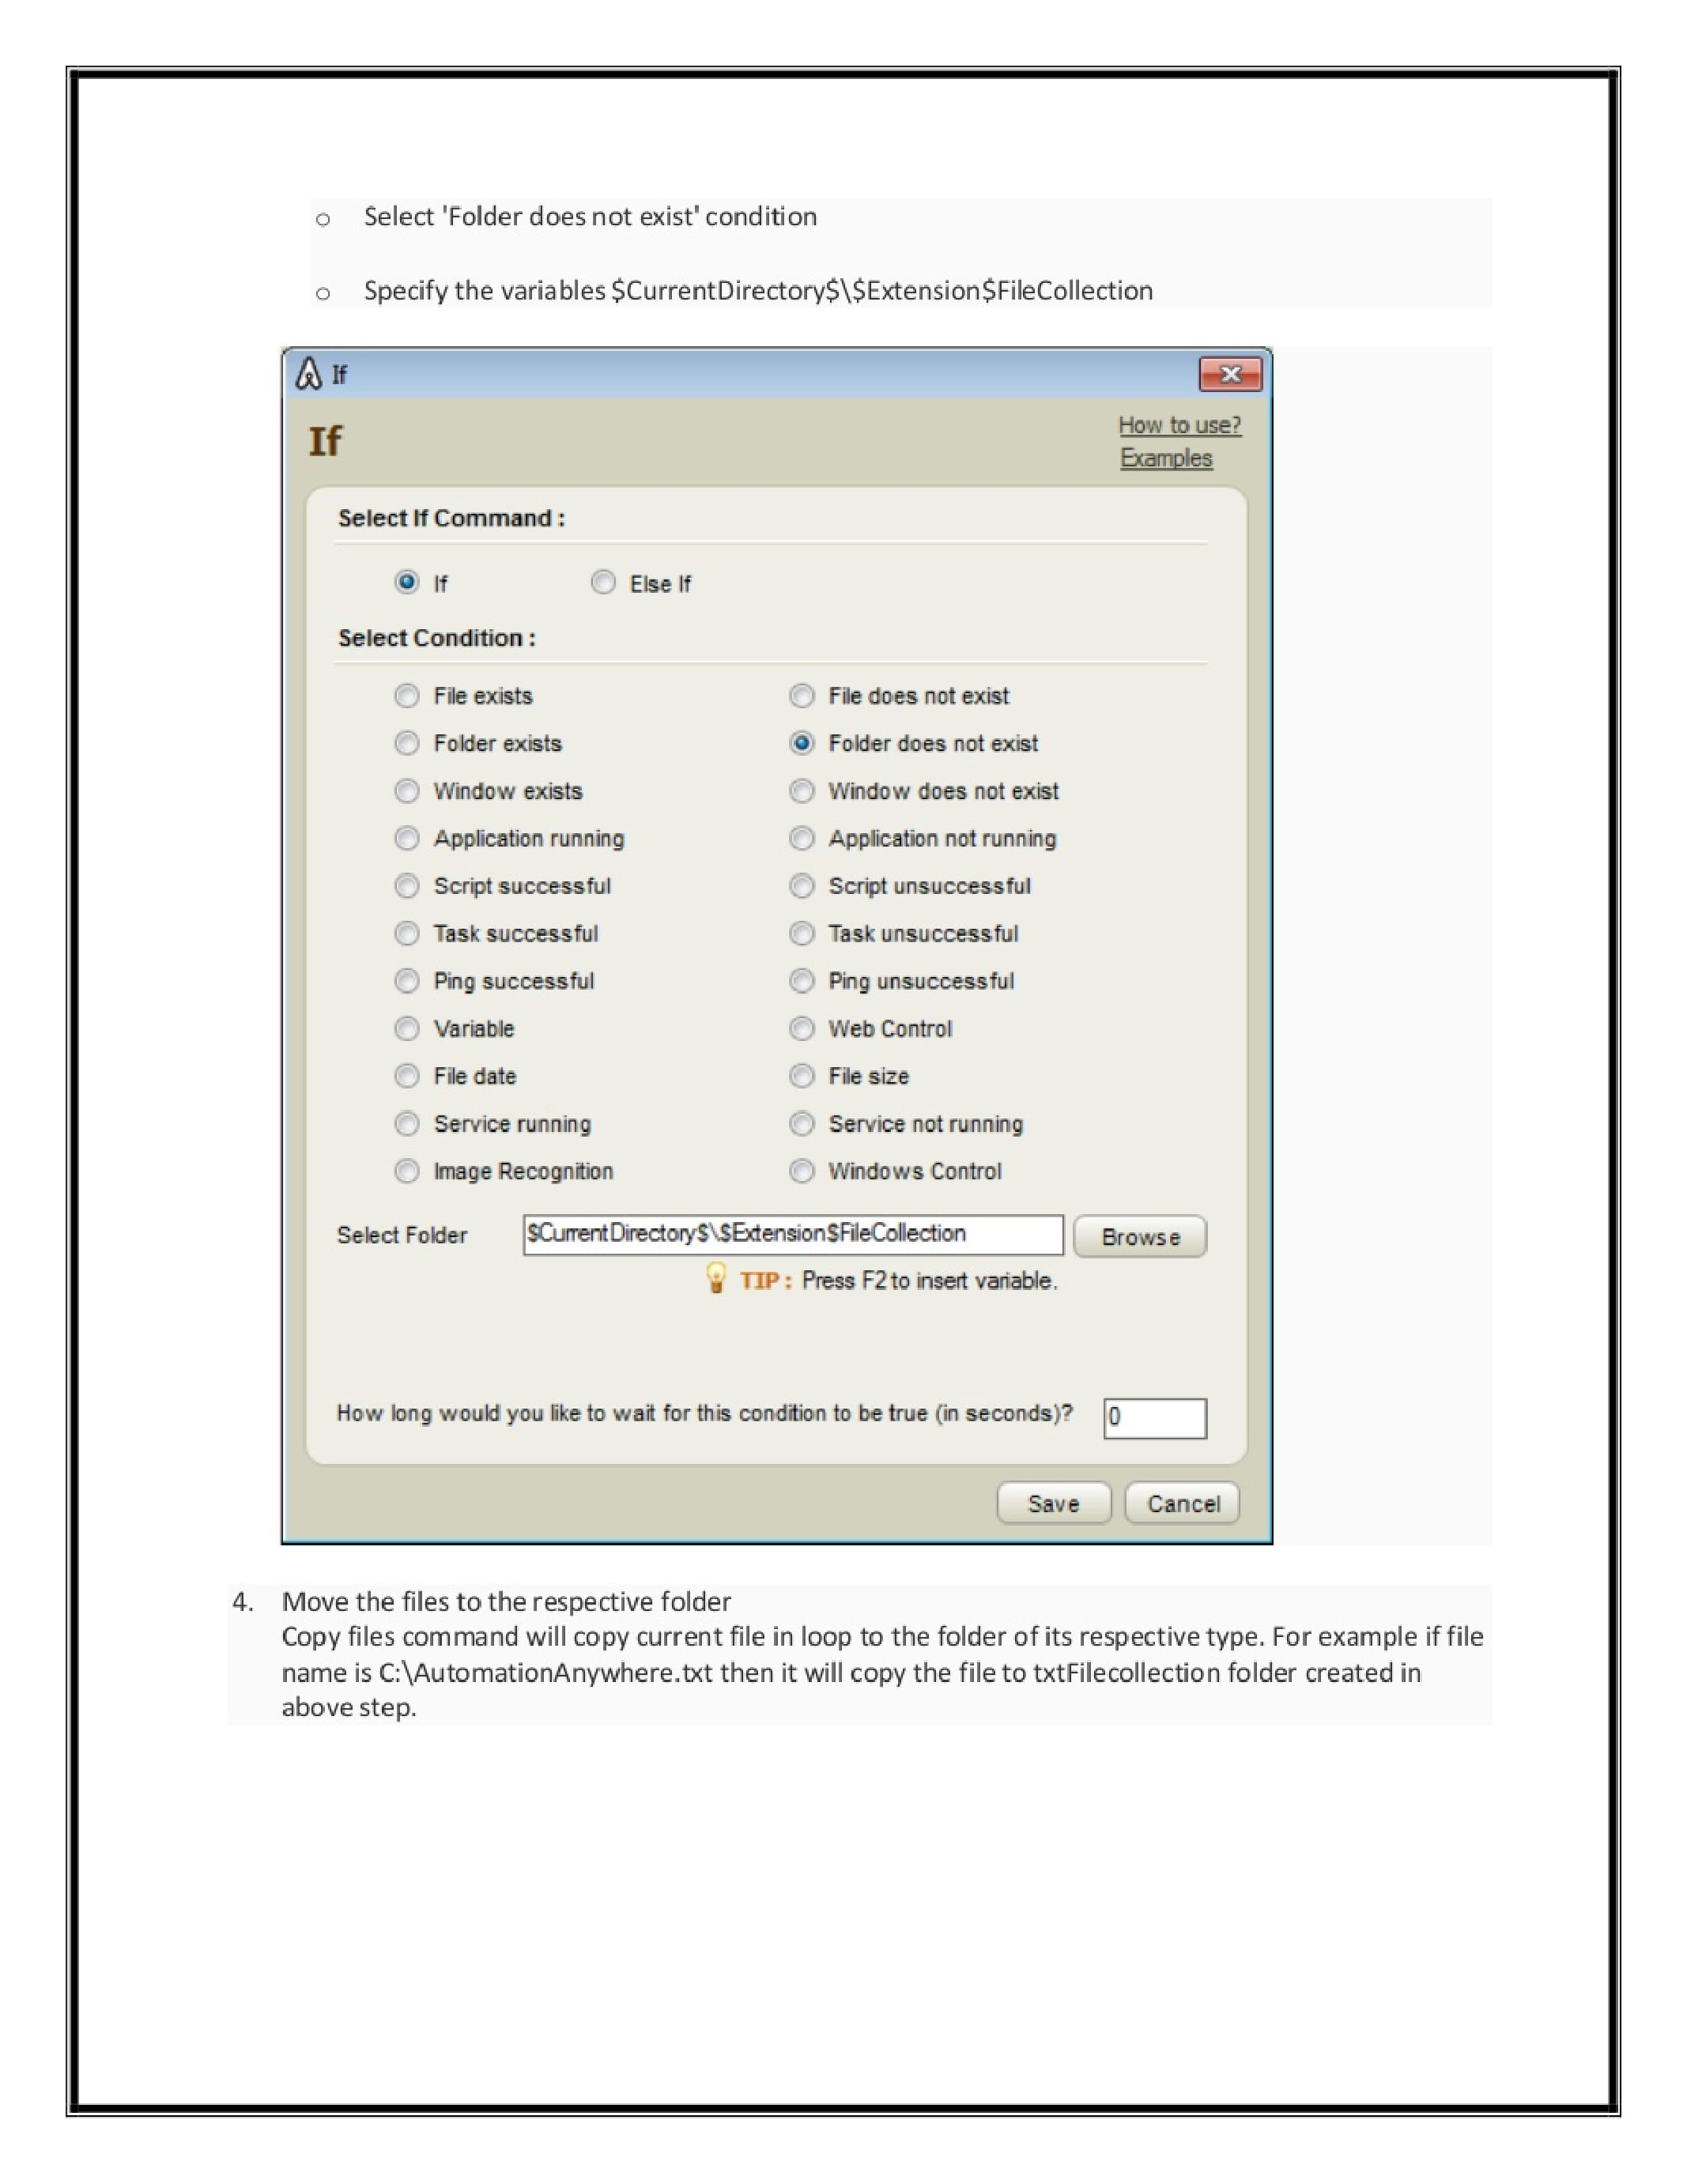 o Select 'Folder does not exist' condition
o Specify the variables $CurrentDirectory$\$Extension$FileCollection
If
If
How to use?
Examples
Select If Command :
If Else If
Select Condition :
File exists File does not exist
Folder exists Folder does not exist
Window exists Window does not exist
Application running Application not running
Script successful Script unsuccessful
Task successful Task unsuccessful
Ping successful Ping unsuccessful
Variable Web Control
File date File size
Service running Service not running
Image Recognition Windows Control
Select Folder $CurrentDirectory$\$Extension$FileCollection Browse
TIP : Press F2 to insert variable.
How long would you like to wait for this condition to be true (in seconds)? 0
Save Cancel
4. Move the files to the respective folder
Copy files command will copy current file in loop to the folder of its respective type. For example if file
name is C:\AutomationAnywhere.txt then it will copy the file to txtFilecollection folder created in
above step.